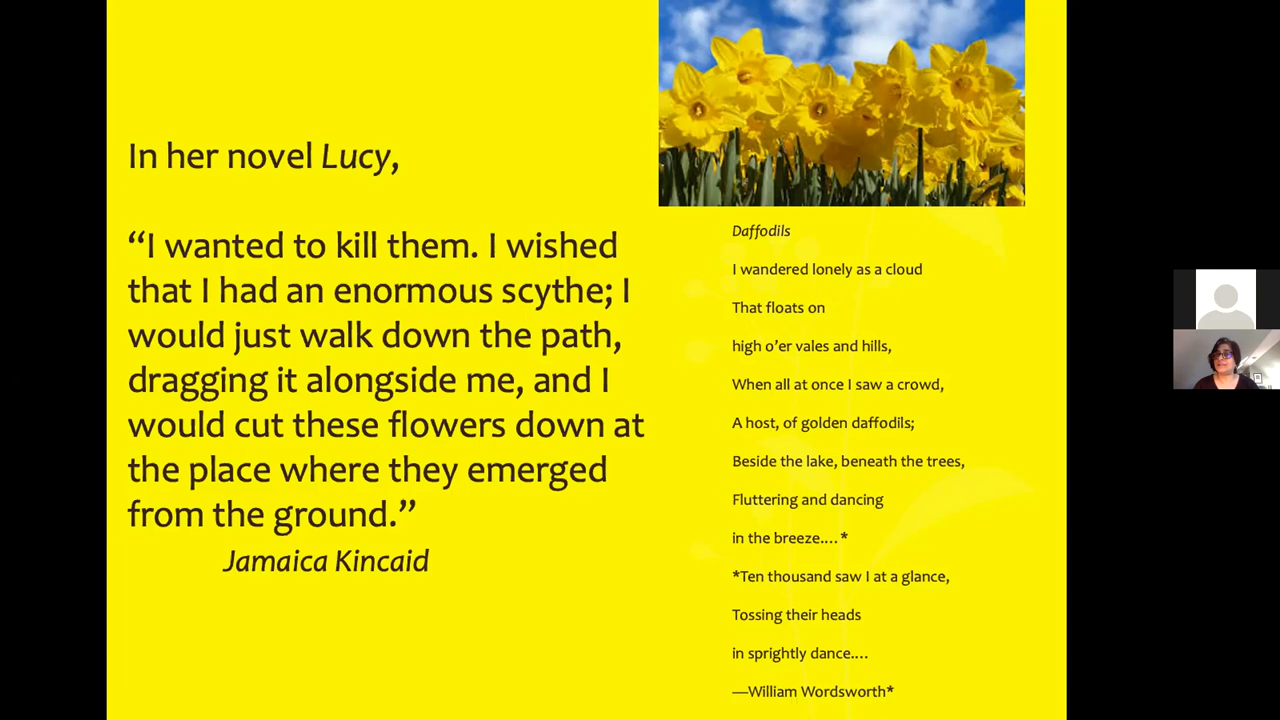 In her novel Lucy,
“I wanted to kill them. I wished
that I had an enormous scythe; I
would just walk down the path,
dragging it alongside me, and I
would cut these flowers down at
the place where they emerged
from the ground.”
Jamaica Kincaid
Daffodils
I wandered lonely as a cloud
That floats on
high o’er vales and hills,
When all at once I saw a crowd,
A host, of golden daffodils;
Beside the lake, beneath the trees,
Fluttering and dancing
in the breeze.… *
*Ten thousand saw I at a glance,
Tossing their heads
in sprightly dance.…
—William Wordsworth*